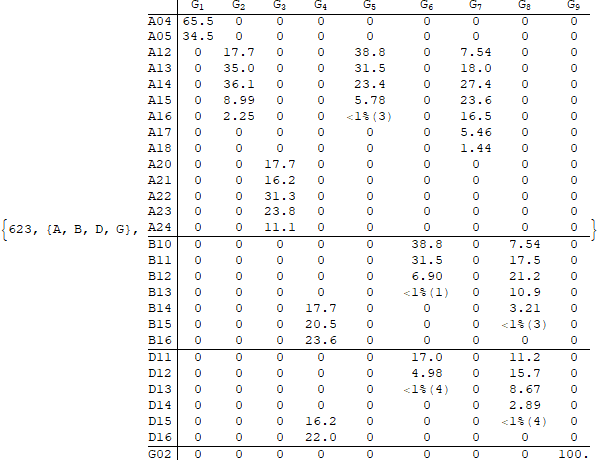 G1 G2 G3 G4 G5 G6 G7 G8 G9
A04 65.5 0 0 0 0 0 0 0 0
A05 34.5 0 0 0 0 0 0 0 0
A12 0 17.7 0 0 38.8 0 7.54 0 0
A13 0 35.0 0 0 31.5 0 18.0 0 0
A14 0 36.1 0 0 23.4 0 27.4 0 0
A15 0 8.99 0 0 5.78 0 23.6 0 0
A16 0 2.25 0 0 <1%(3) 0 16.5 0 0
A17 0 0 0 0 0 0 5.46 0 0
A18 0 0 0 0 0 0 1.44 0 0
A20 0 0 17.7 0 0 0 0 0 0
A21 0 0 16.2 0 0 0 0 0 0
A22 0 0 31.3 0 0 0 0 0 0
A23 0 0 23.8 0 0 0 0 0 0
{623, {A, B, D, G}, A24 0 0 11.1 0 0 0 0 0 0 }
B10 0 0 0 0 0 38.8 0 7.54 0
B11 0 0 0 0 0 31.5 0 17.5 0
B12 0 0 0 0 0 6.90 0 21.2 0
B13 0 0 0 0 0 <1%(1) 0 10.9 0
B14 0 0 0 17.7 0 0 0 3.21 0
B15 0 0 0 20.5 0 0 0 <1%(3) 0
B16 0 0 0 23.6 0 0 0 0 0
D11 0 0 0 0 0 17.0 0 11.2 0
D12 0 0 0 0 0 4.98 0 15.7 0
D13 0 0 0 0 0 <1%(4) 0 8.67 0
D14 0 0 0 0 0 0 0 2.89 0
D15 0 0 0 16.2 0 0 0 <1%(4) 0
D16 0 0 0 22.0 0 0 0 0 0
G02 0 0 0 0 0 0 0 0 100.